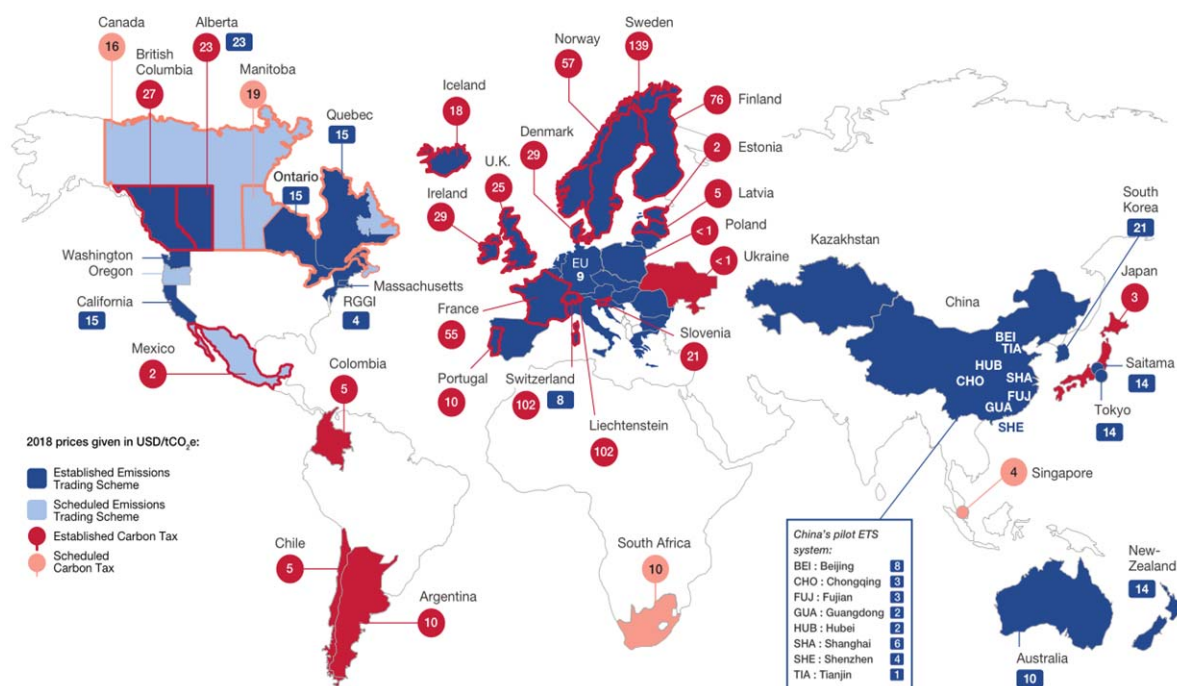 Canada
16
Alberta
23
23
British
Columbia
27
Manitoba
19
Quebec
15
Ontario
15
Washington
Oregon
California
15
Massachusetts
RGGI
4
Mexico
2
Colombia
5
Chile
5
Argentina
10
Iceland
18
Norway
57
Sweden
139
Finland
76
Denmark
29
Estonia
2
U.K.
25
Latvia
5
Ireland
29
Poland
< 1
EU
9
Ukraine
< 1
France
55
Slovenia
21
Portugal
10
Switzerland
102
8
Liechtenstein
102
South Africa
10
Kazakhstan
China
BEI
TIA
HUB
CHO
SHA
FUJ
GUA
SHE
South
Korea
21
Japan
3
Saitama
14
Tokyo
14
Singapore
4
New-
Zealand
14
Australia
10
2018 prices given in USD/tCO₂e:
Established Emissions
Trading Scheme
Scheduled Emissions
Trading Scheme
Established Carbon Tax
Scheduled
Carbon Tax
China's pilot ETS
system:
BEI : Beijing 8
CHO : Chongqing 3
FUJ : Fujian 3
GUA : Guangdong 2
HUB : Hubei 2
SHA : Shanghai 6
SHE : Shenzhen 4
TIA : Tianjin 1